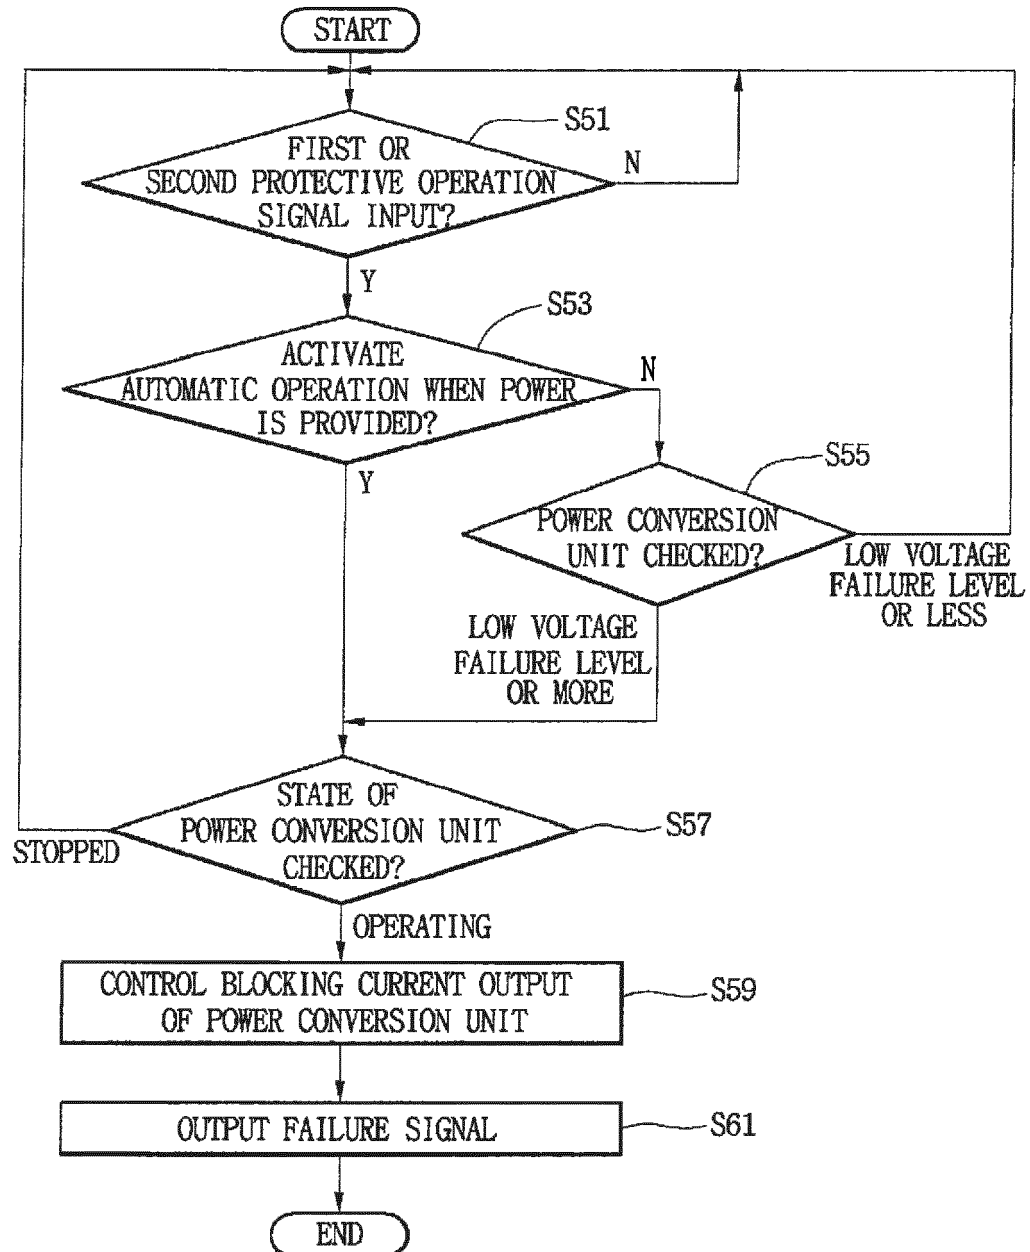 START
S51
FIRST OR
SECOND PROTECTIVE OPERATION
SIGNAL INPUT?
N
Y
S53
ACTIVATE
AUTOMATIC OPERATION WHEN POWER
IS PROVIDED?
N
Y
S55
POWER CONVERSION
UNIT CHECKED?
LOW VOLTAGE
FAILURE LEVEL
OR LESS
LOW VOLTAGE
FAILURE LEVEL
OR MORE
STATE OF
POWER CONVERSION UNIT
CHECKED?
S57
STOPPED
OPERATING
CONTROL BLOCKING CURRENT OUTPUT
OF POWER CONVERSION UNIT
S59
OUTPUT FAILURE SIGNAL
S61
END